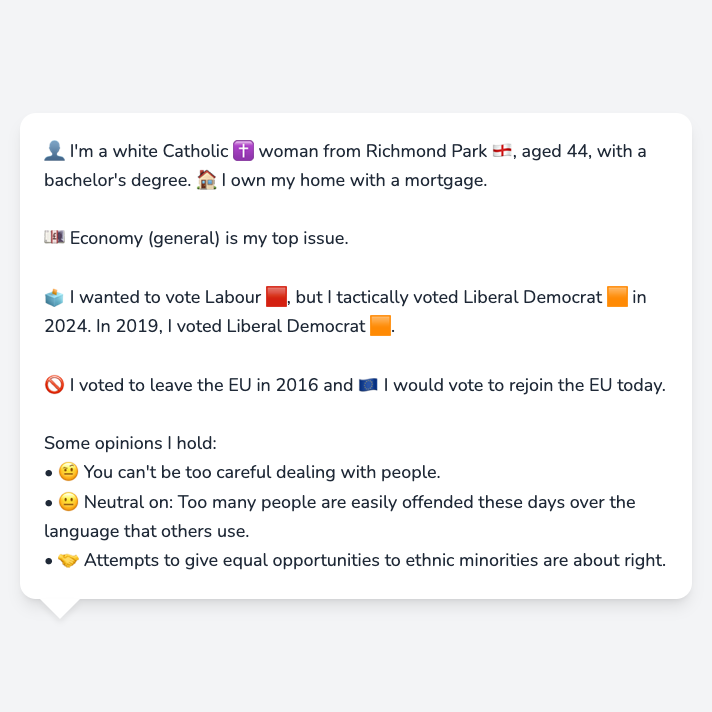 👤 I'm a white Catholic ✝️ woman from Richmond Park 🏴󠁧󠁢󠁥󠁮󠁧󠁿, aged 44, with a
bachelor's degree. 🏠 I own my home with a mortgage.
💷 Economy (general) is my top issue.
🗳️ I wanted to vote Labour 🟥, but I tactically voted Liberal Democrat 🟧 in
2024. In 2019, I voted Liberal Democrat 🟧.
🚫 I voted to leave the EU in 2016 and 🇪🇺 I would vote to rejoin the EU today.
Some opinions I hold:
• 🤨 You can't be too careful dealing with people.
• 😐 Neutral on: Too many people are easily offended these days over the
language that others use.
• 🤝 Attempts to give equal opportunities to ethnic minorities are about right.